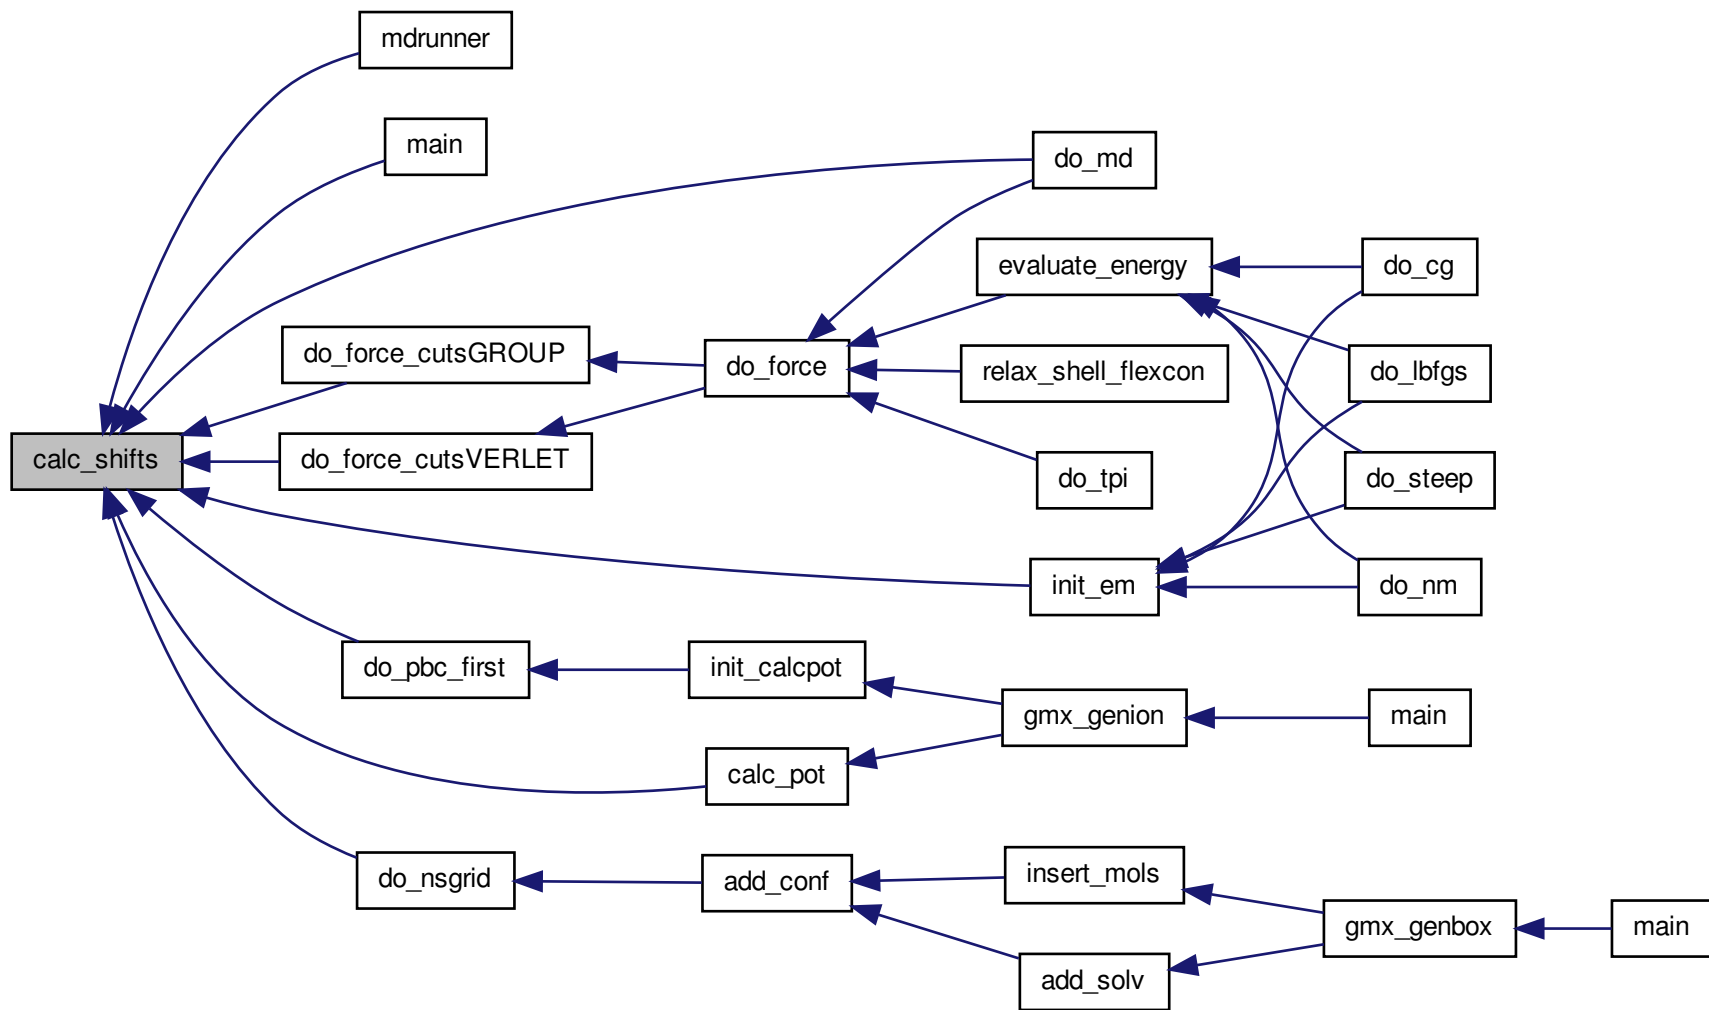 mdrunner
main
do_md
evaluate_energy
do_cg
do_force_cutsGROUP
do_force
relax_shell_flexcon
do_lbfgs
calc_shifts
do_force_cutsVERLET
do_tpi
do_steep
init_em
do_nm
do_pbc_first
init_calcpot
gmx_genion
main
calc_pot
do_nsgrid
add_conf
insert_mols
gmx_genbox
main
add_solv